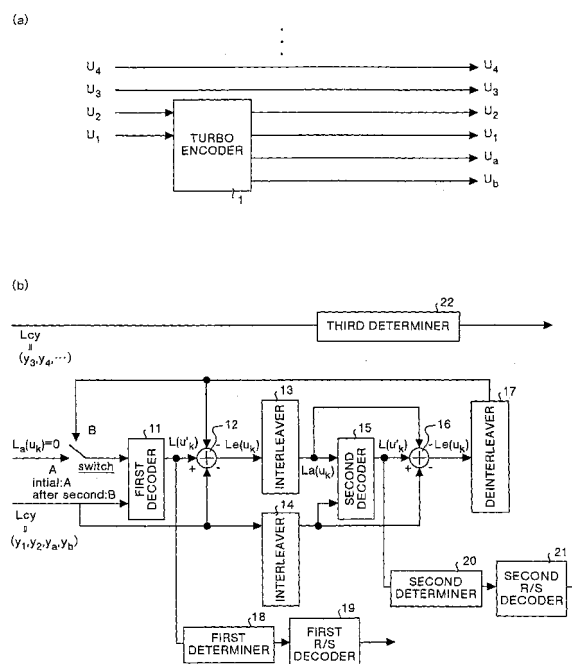 (a)
U4 U4
U3 U3
U2 U2
U1 U1
TURBO
ENCODER
Ua
Ub
1
(b)
22
THIRD DETERMINER
Lcy
(y3,y4,···)
17
DEINTERLEAVER
13
INTERLEAVER
B
11
FIRST
DECODER
L(u'k)
12
Le(uk)
15
SECOND
DECODER
L(u'k)
16
Le(uk)
La(uk)=0
A
switch
intial:A
after second:B
+
-
-
La(uk)
+
-
-
Lcy
(y1,y2,ya,yb)
14
INTERLEAVER
20
SECOND
DETERMINER
21
SECOND
R/S
DECODER
18
FIRST
DETERMINER
19
FIRST
R/S
DECODER